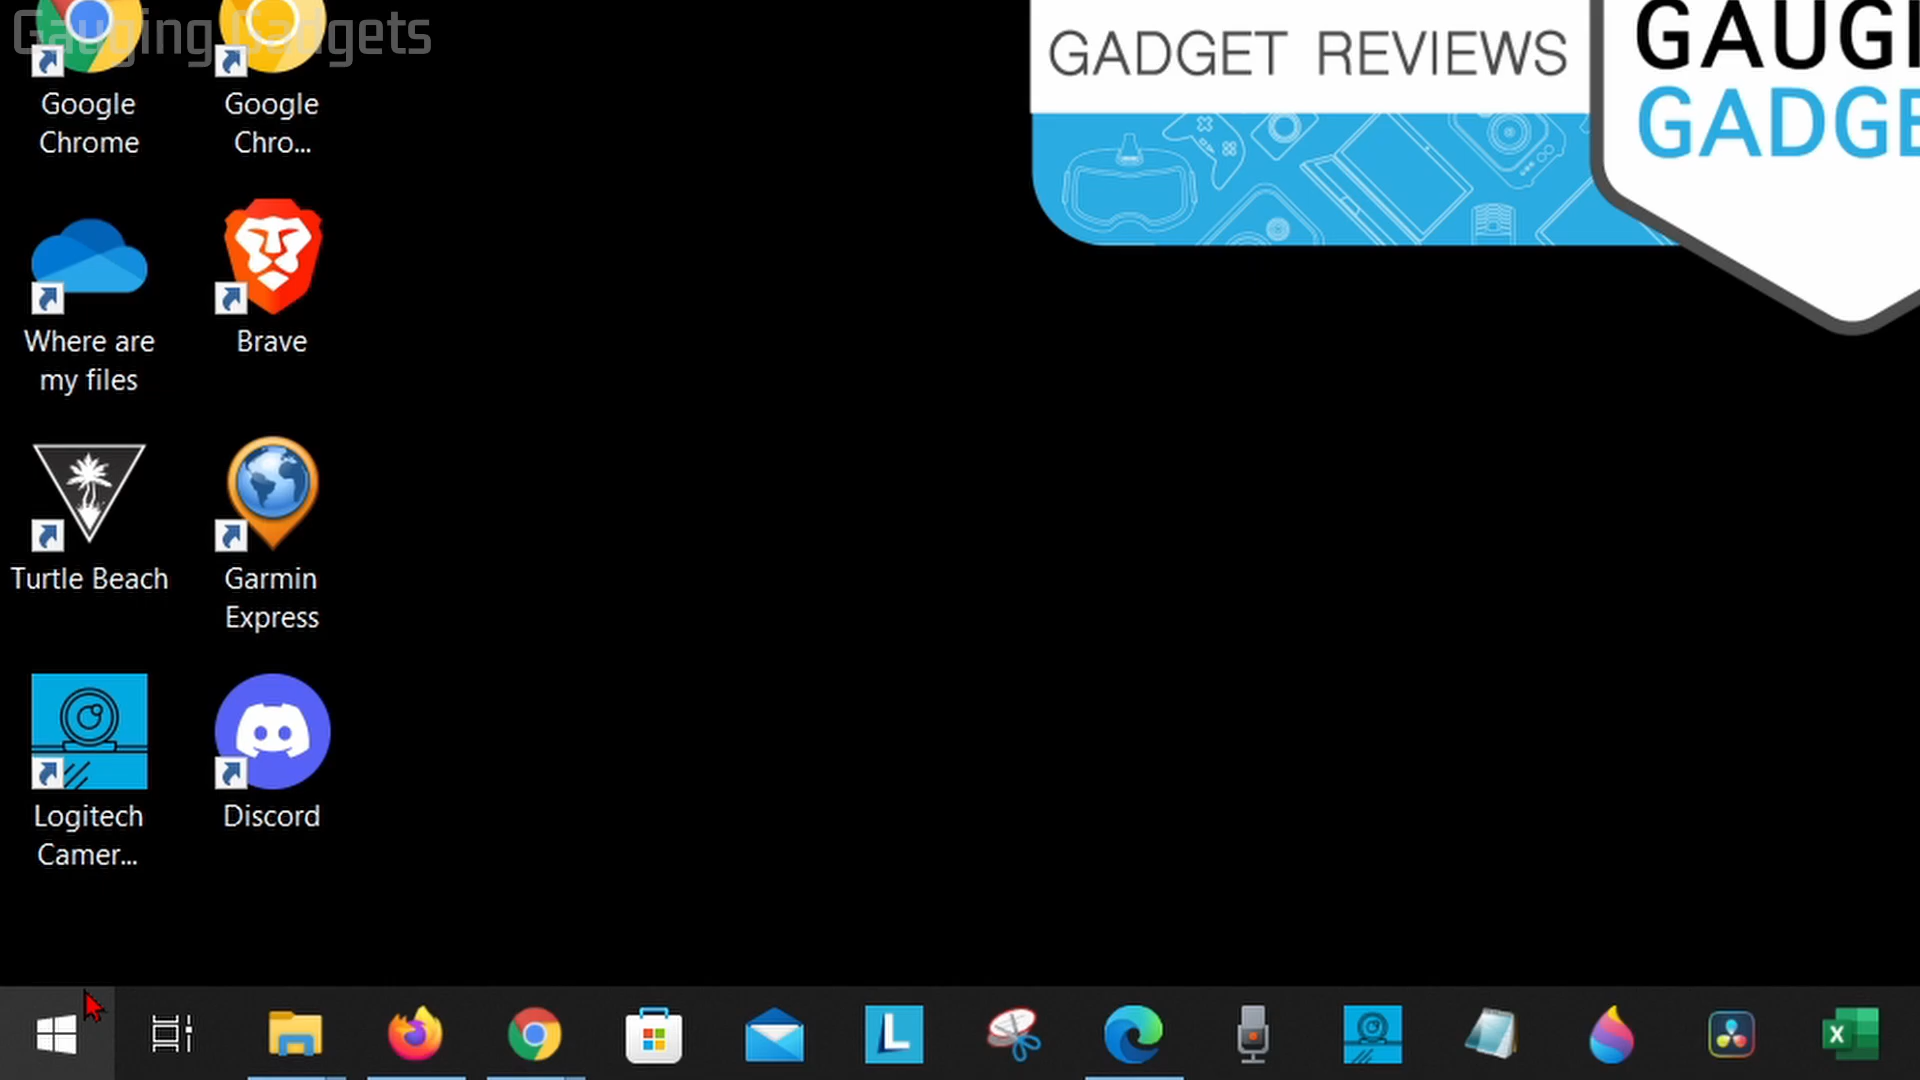 Gauging Gadgets
Google
Chrome
Google
Chro...
Where are
my files
Brave
Turtle Beach
Garmin
Express
Logitech
Camer...
Discord
GADGET REVIEWS
GAUGI
GADGE
L
X